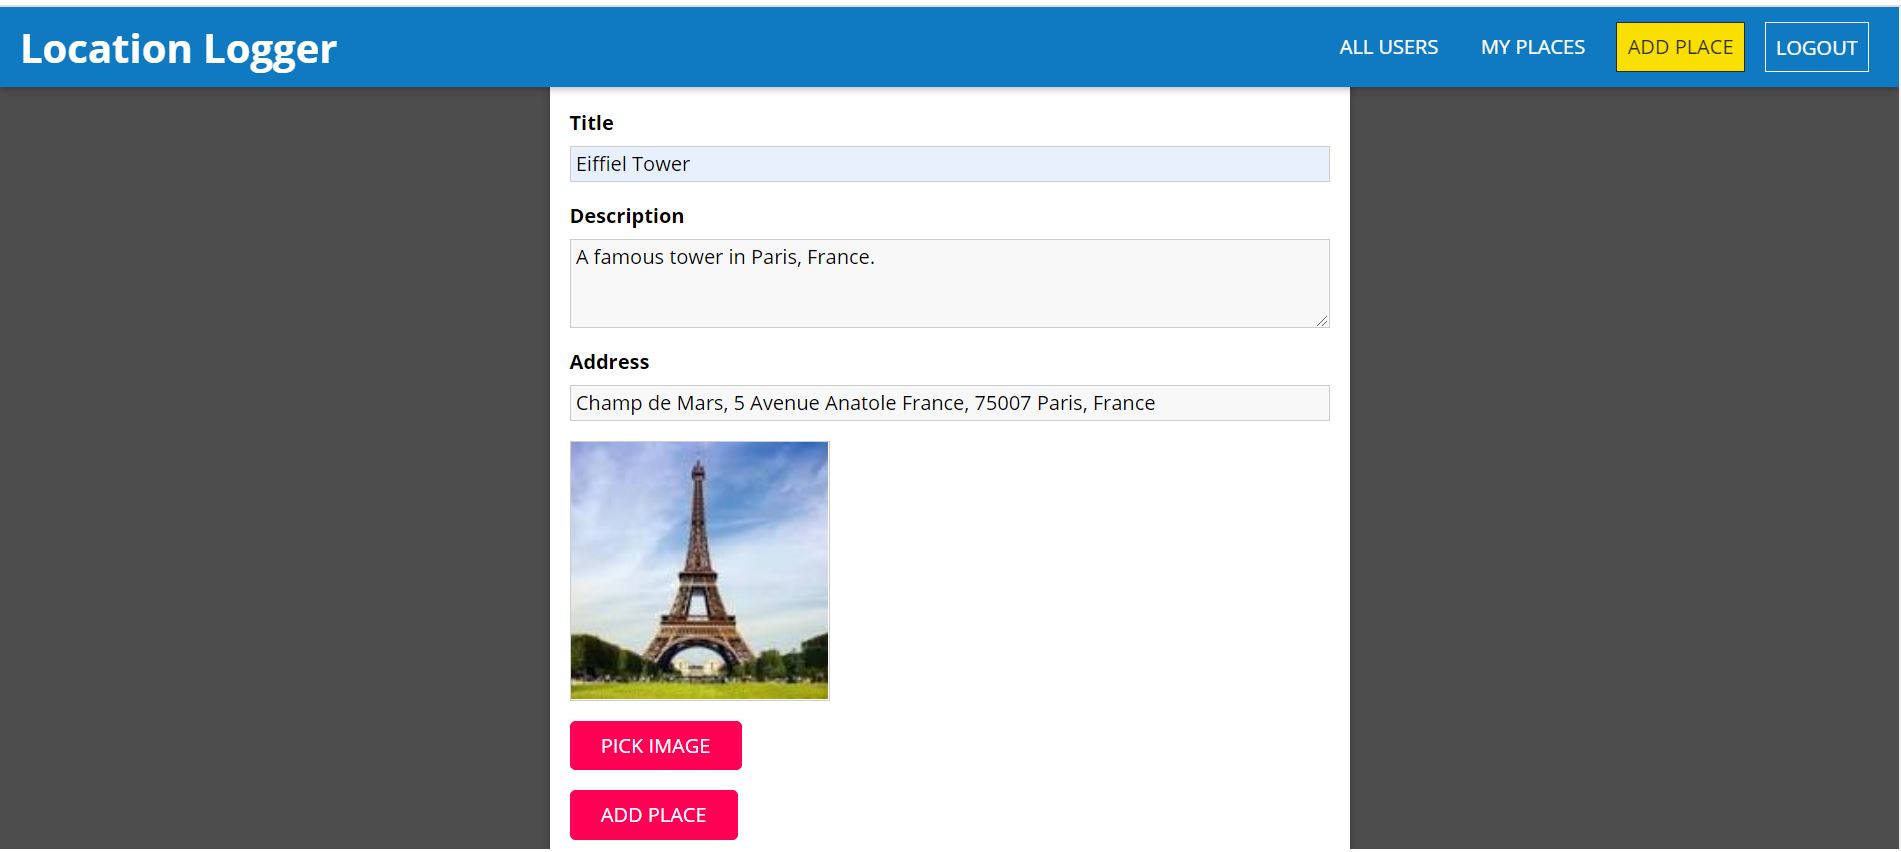 Location Logger
ALL USERS
MY PLACES
ADD PLACE
LOGOUT
Title
Eiffiel Tower
Description
A famous tower in Paris, France.
Address
Champ de Mars, 5 Avenue Anatole France, 75007 Paris, France
PICK IMAGE
ADD PLACE